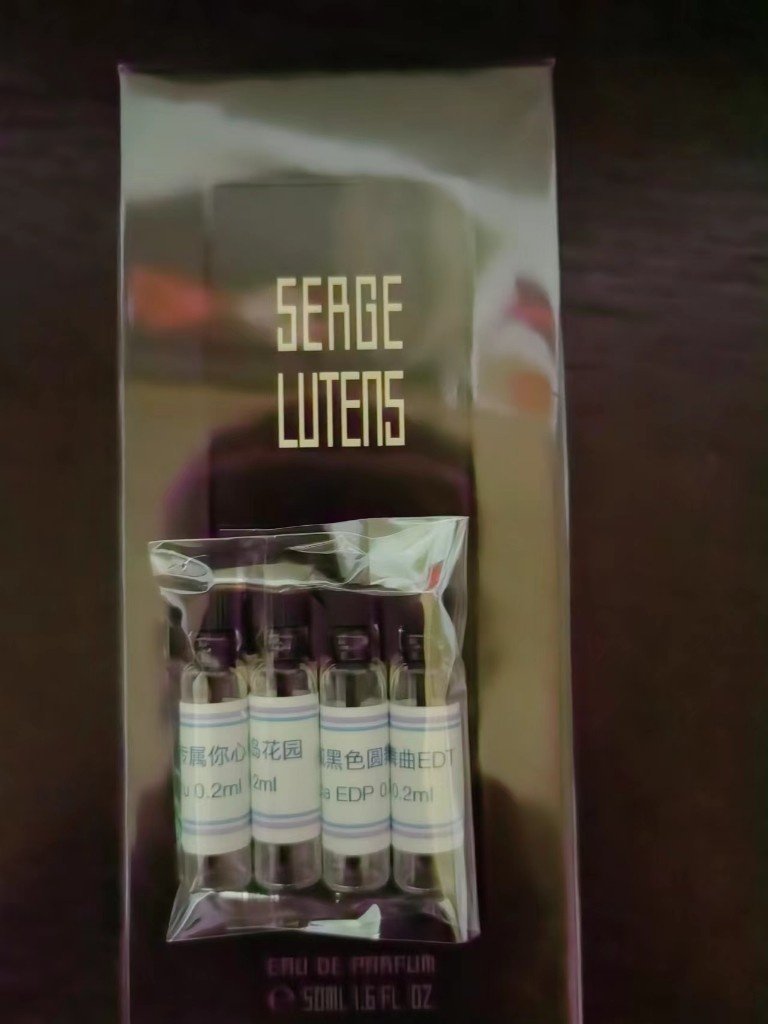 SERGE
LUTENS
属你心
u 0.2ml
岛花园
2ml
黑色圆
a EDP 0
曲EDT
0.2ml
EAU DE PARFUM
℮ 50ML 1.6 FL. OZ